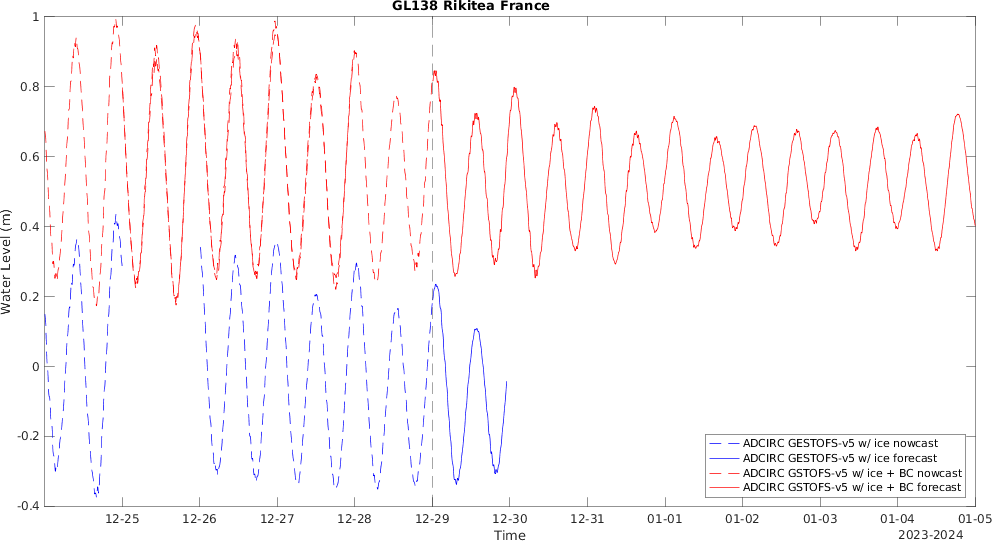 GL138 Rikitea France
Water Level (m)
1
0.8
0.6
0.4
0.2
0
-0.2
-0.4
12-25 12-26 12-27 12-28 12-29 12-30 12-31 01-01 01-02 01-03 01-04 01-05
Time
2023-2024
ADCIRC GESTOFS-v5 w/ ice nowcast
ADCIRC GESTOFS-v5 w/ ice forecast
ADCIRC GSTOFS-v5 w/ ice + BC nowcast
ADCIRC GSTOFS-v5 w/ ice + BC forecast